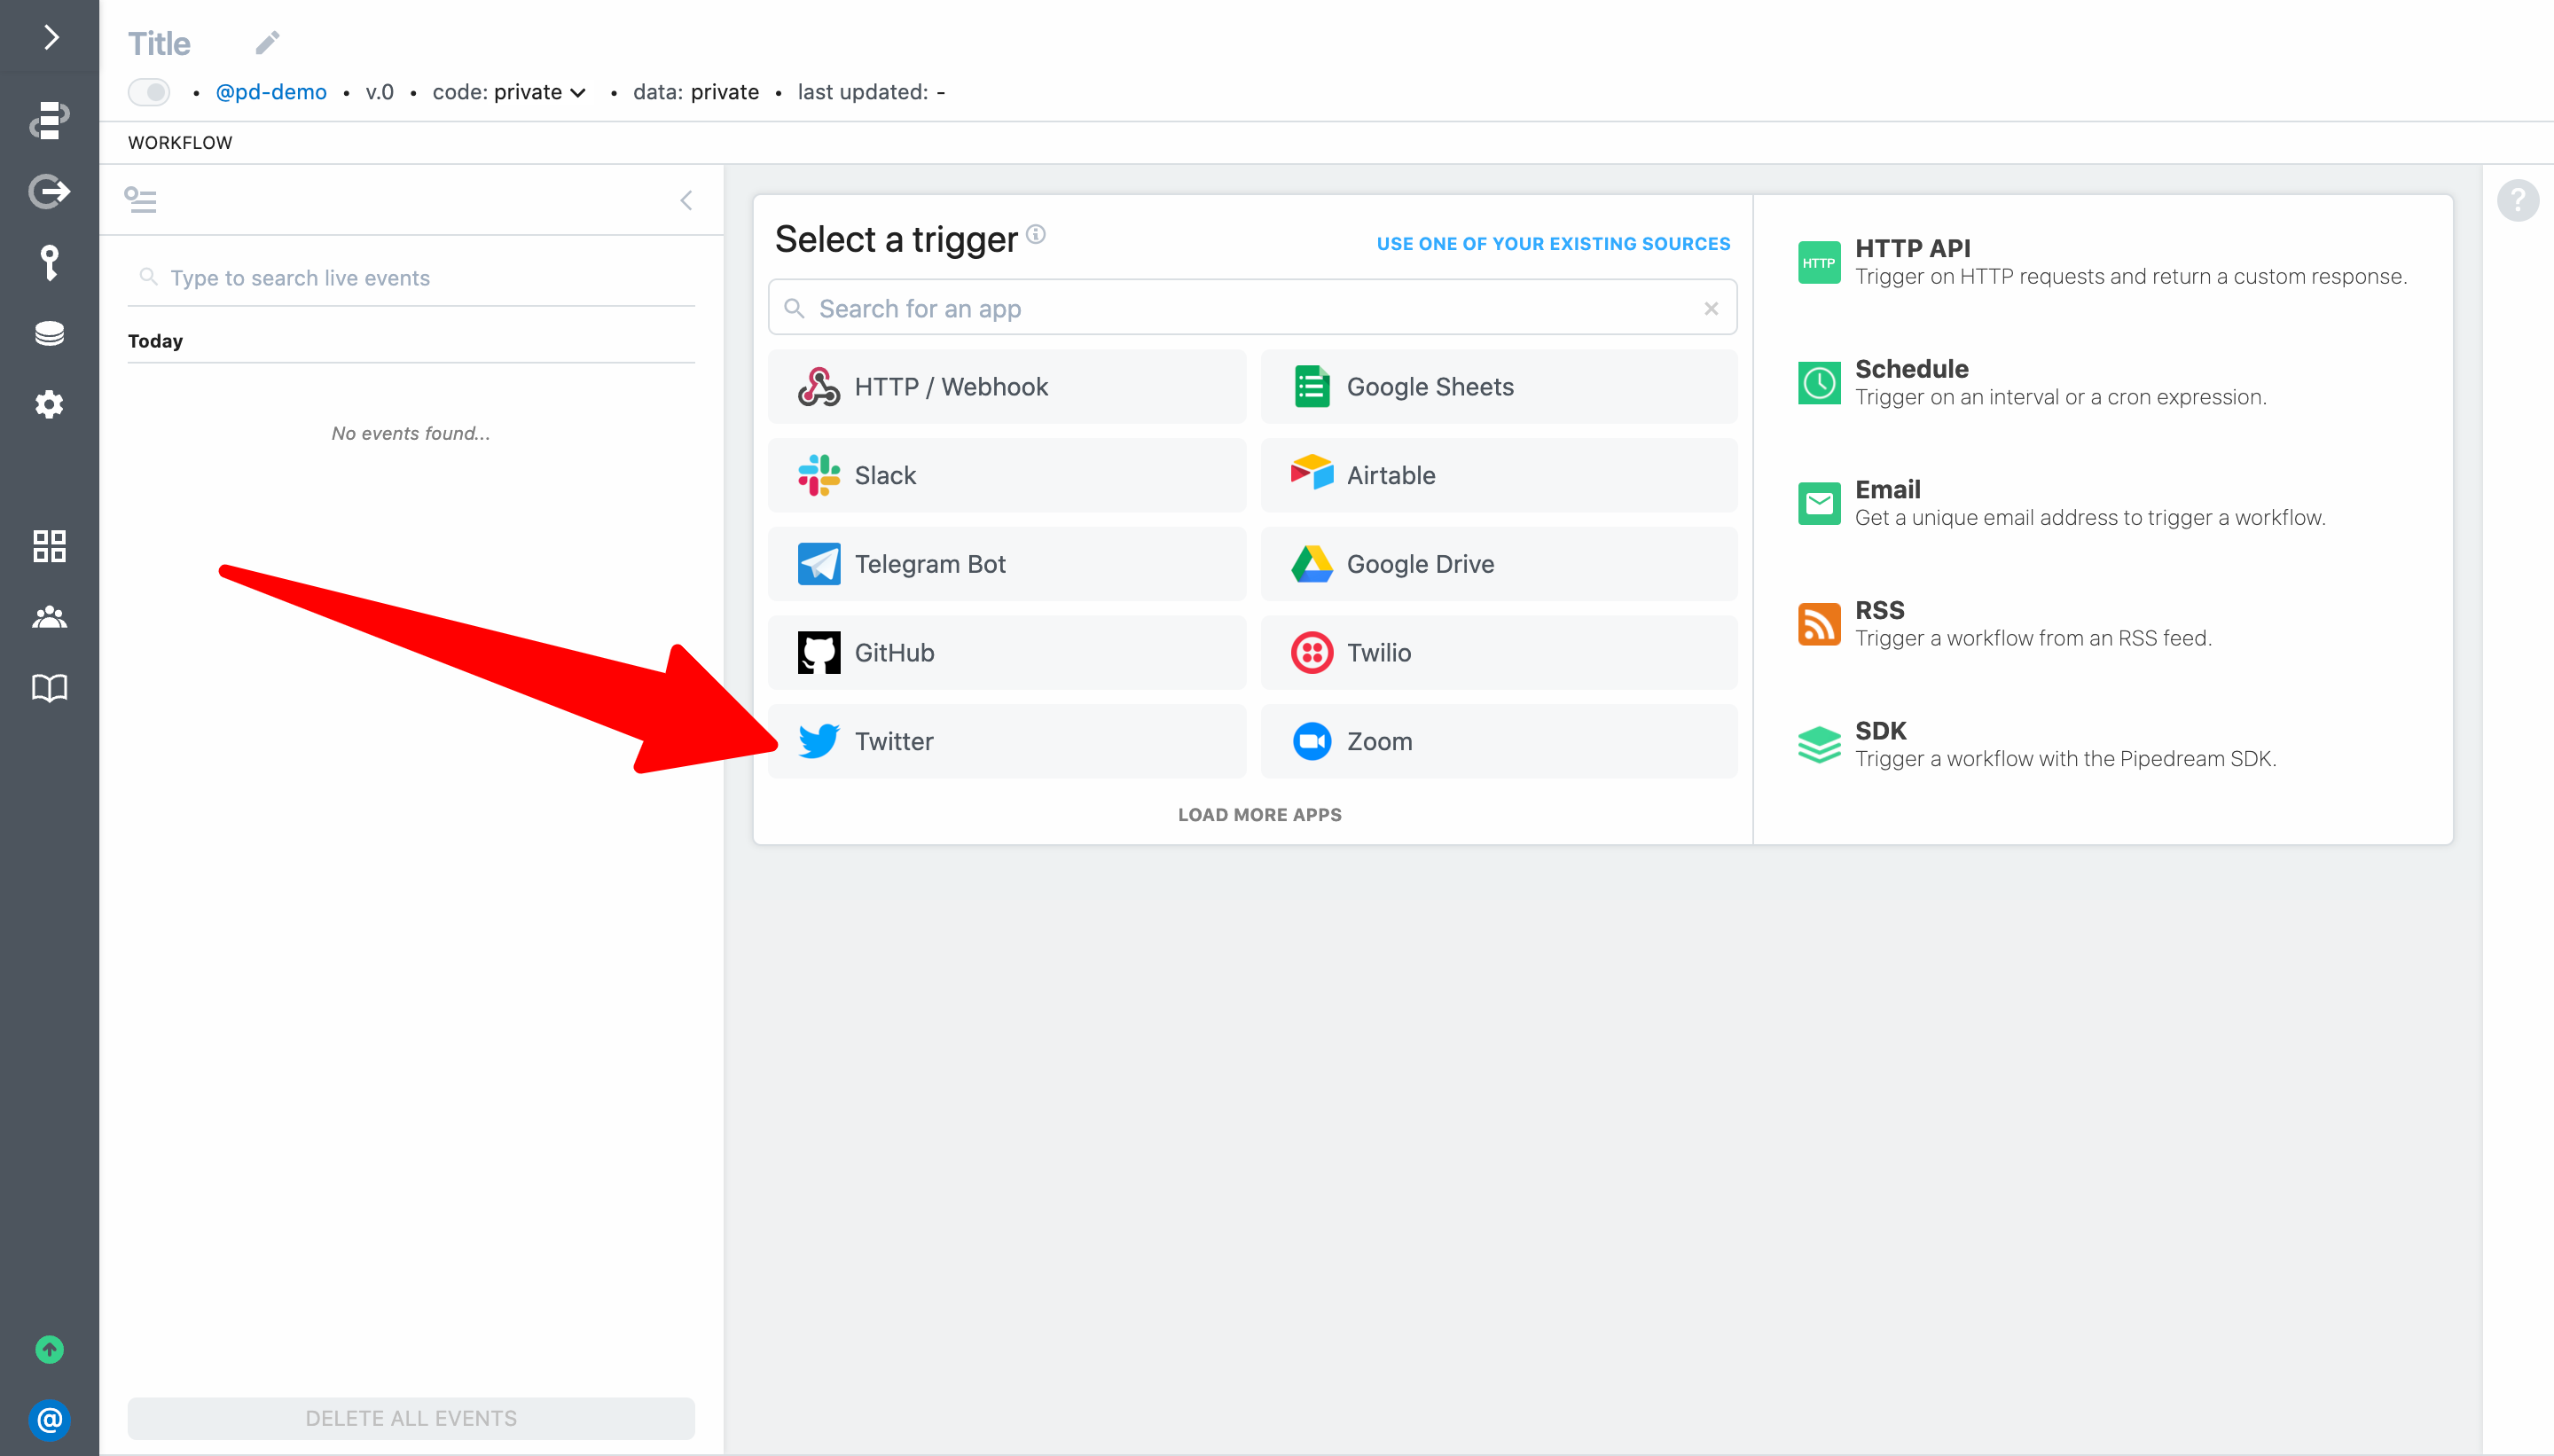 Title
• @pd-demo • v.0 • code: private • data: private • last updated: -
WORKFLOW
Type to search live events
Today
No events found...
DELETE ALL EVENTS
Select a trigger
USE ONE OF YOUR EXISTING SOURCES
Search for an app
HTTP / Webhook
Google Sheets
Slack
Airtable
Telegram Bot
Google Drive
GitHub
Twilio
Twitter
Zoom
LOAD MORE APPS
HTTP
HTTP API
Trigger on HTTP requests and return a custom response.
Schedule
Trigger on an interval or a cron expression.
Email
Get a unique email address to trigger a workflow.
RSS
Trigger a workflow from an RSS feed.
SDK
Trigger a workflow with the Pipedream SDK.
?
@